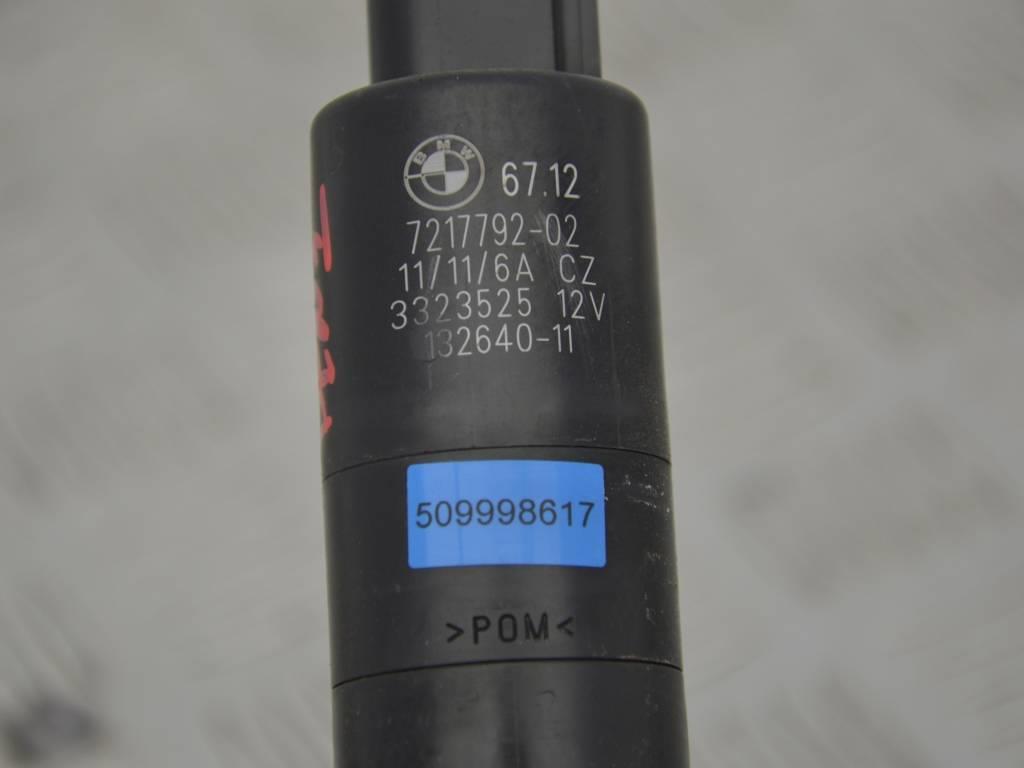 BMW 67.12
7217792-02
11/11/6A CZ
3323525 12V
132640-11
509998617
>POM<